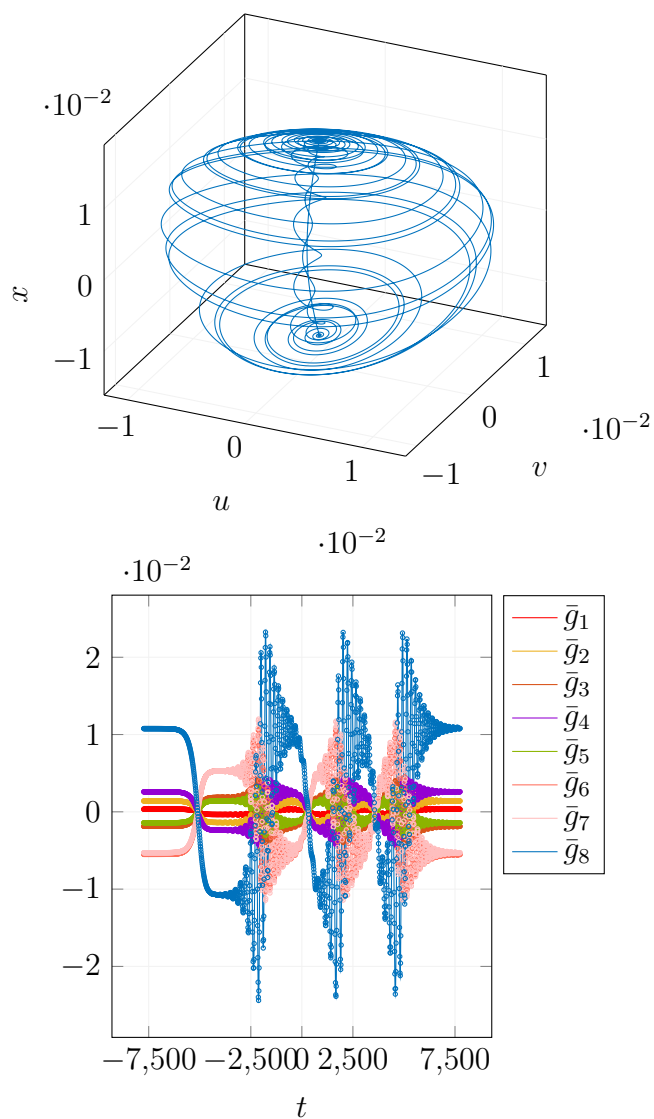 ·10⁻²
1
0
−1
x
−1
0
1
u
−1
0
1
v
·10⁻²
·10⁻²
·10⁻²
2
1
0
−1
−2
−7,500
−2,500
0
2,500
7,500
t
ḡ₁
ḡ₂
ḡ₃
ḡ₄
ḡ₅
ḡ₆
ḡ₇
ḡ₈